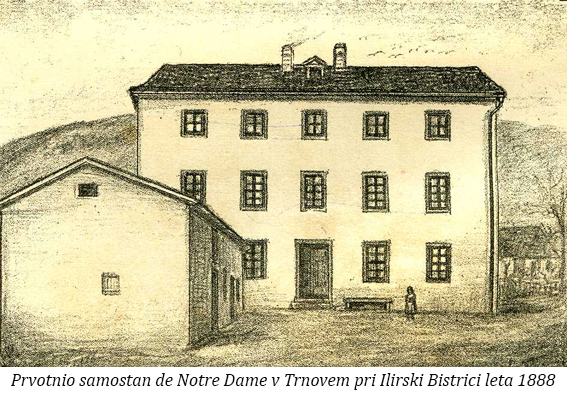 Prvotnio samostan de Notre Dame v Trnovem pri Ilirski Bistrici leta 1888